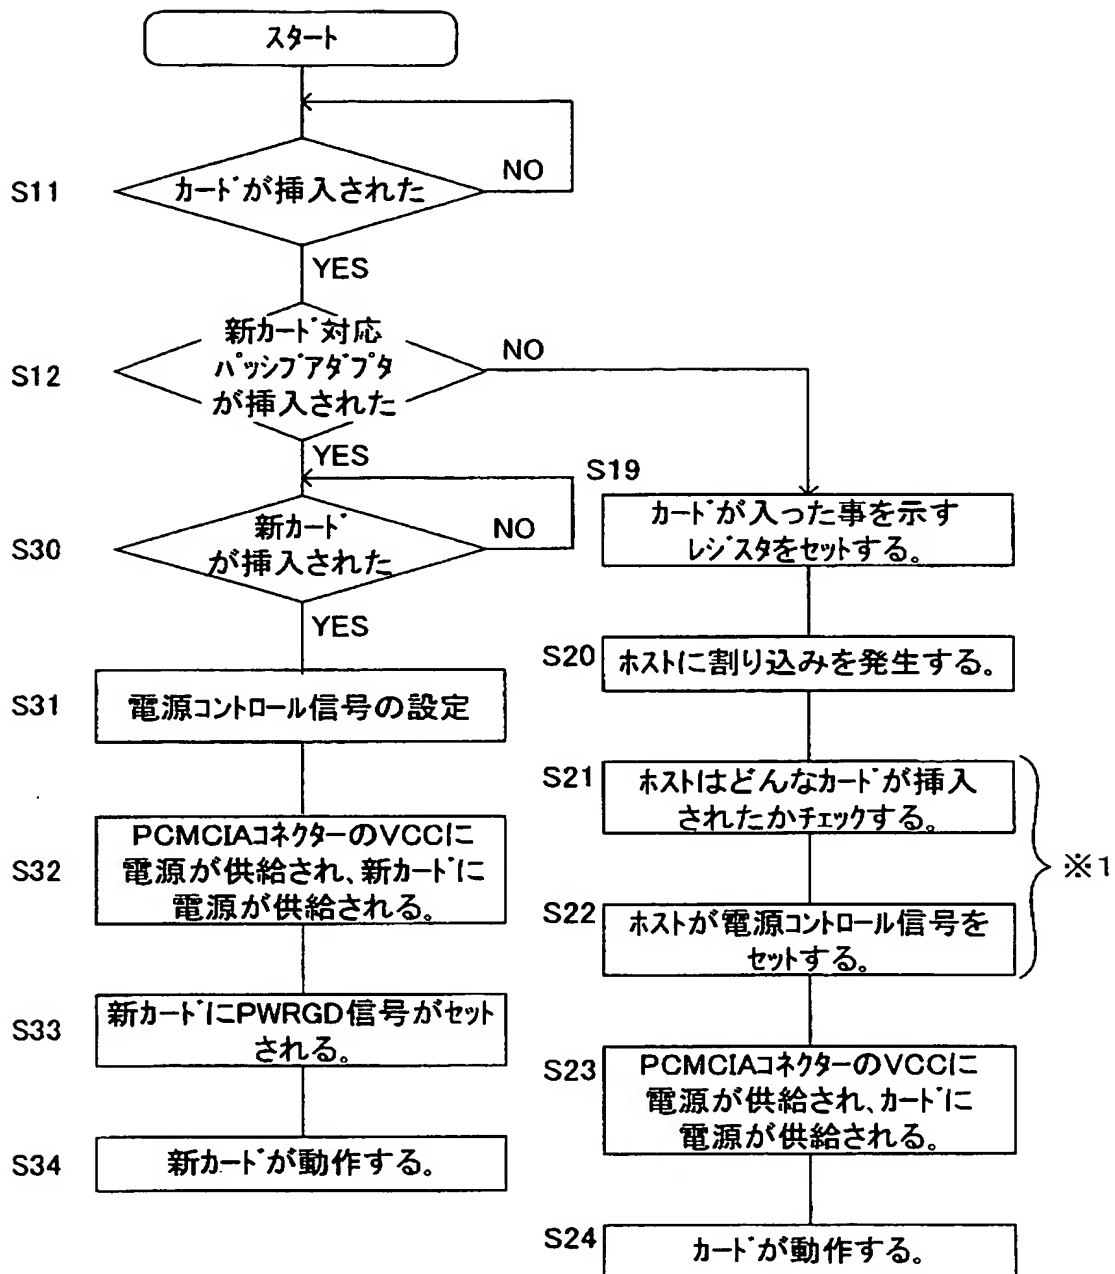 スタート
S11
カードが挿入された
NO
YES
S12
新カード対応
パッシブアダプタ
が挿入された
NO
YES
S30
新カード
が挿入された
NO
YES
S31
電源コントロール信号の設定
S32
PCMCIAコネクターのVCCに
電源が供給され、新カードに
電源が供給される。
S33
新カードにPWRGD信号がセット
される。
S34
新カードが動作する。
S19
カードが入った事を示す
レジスタをセットする。
S20
ホストに割り込みを発生する。
S21
ホストはどんなカードが挿入
されたかチェックする。
※1
S22
ホストが電源コントロール信号を
セットする。
S23
PCMCIAコネクターのVCCに
電源が供給され、カードに
電源が供給される。
S24
カードが動作する。